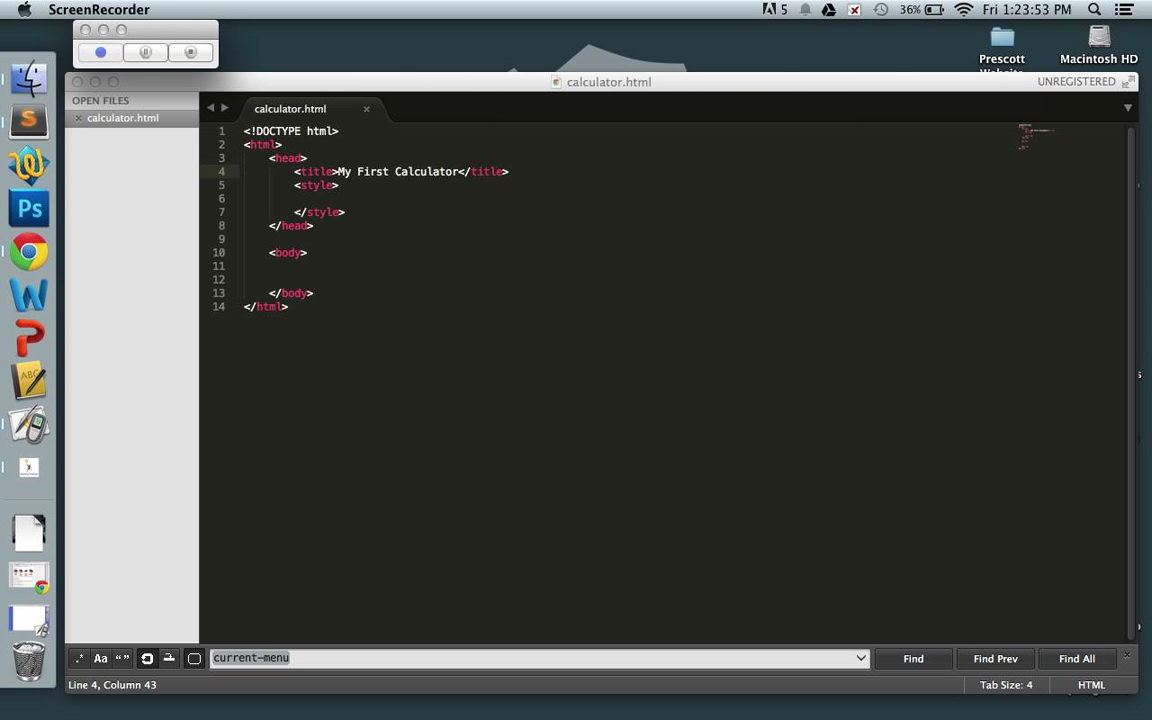 ScreenRecorder
5
36%
Fri 1:23:53 PM
Prescott
Macintosh HD
calculator.html
UNREGISTERED
OPEN FILES
calculator.html
calculator.html
1 <!DOCTYPE html>
2 <html>
3 <head>
4 <title>My First Calculator</title>
5 <style>
6
7 </style>
8 </head>
9
10 <body>
11
12
13 </body>
14 </html>
S
Ps
W
ABC
.* Aa “ ”
current-menu
Find
Find Prev
Find All
Line 4, Column 43
Tab Size: 4
HTML